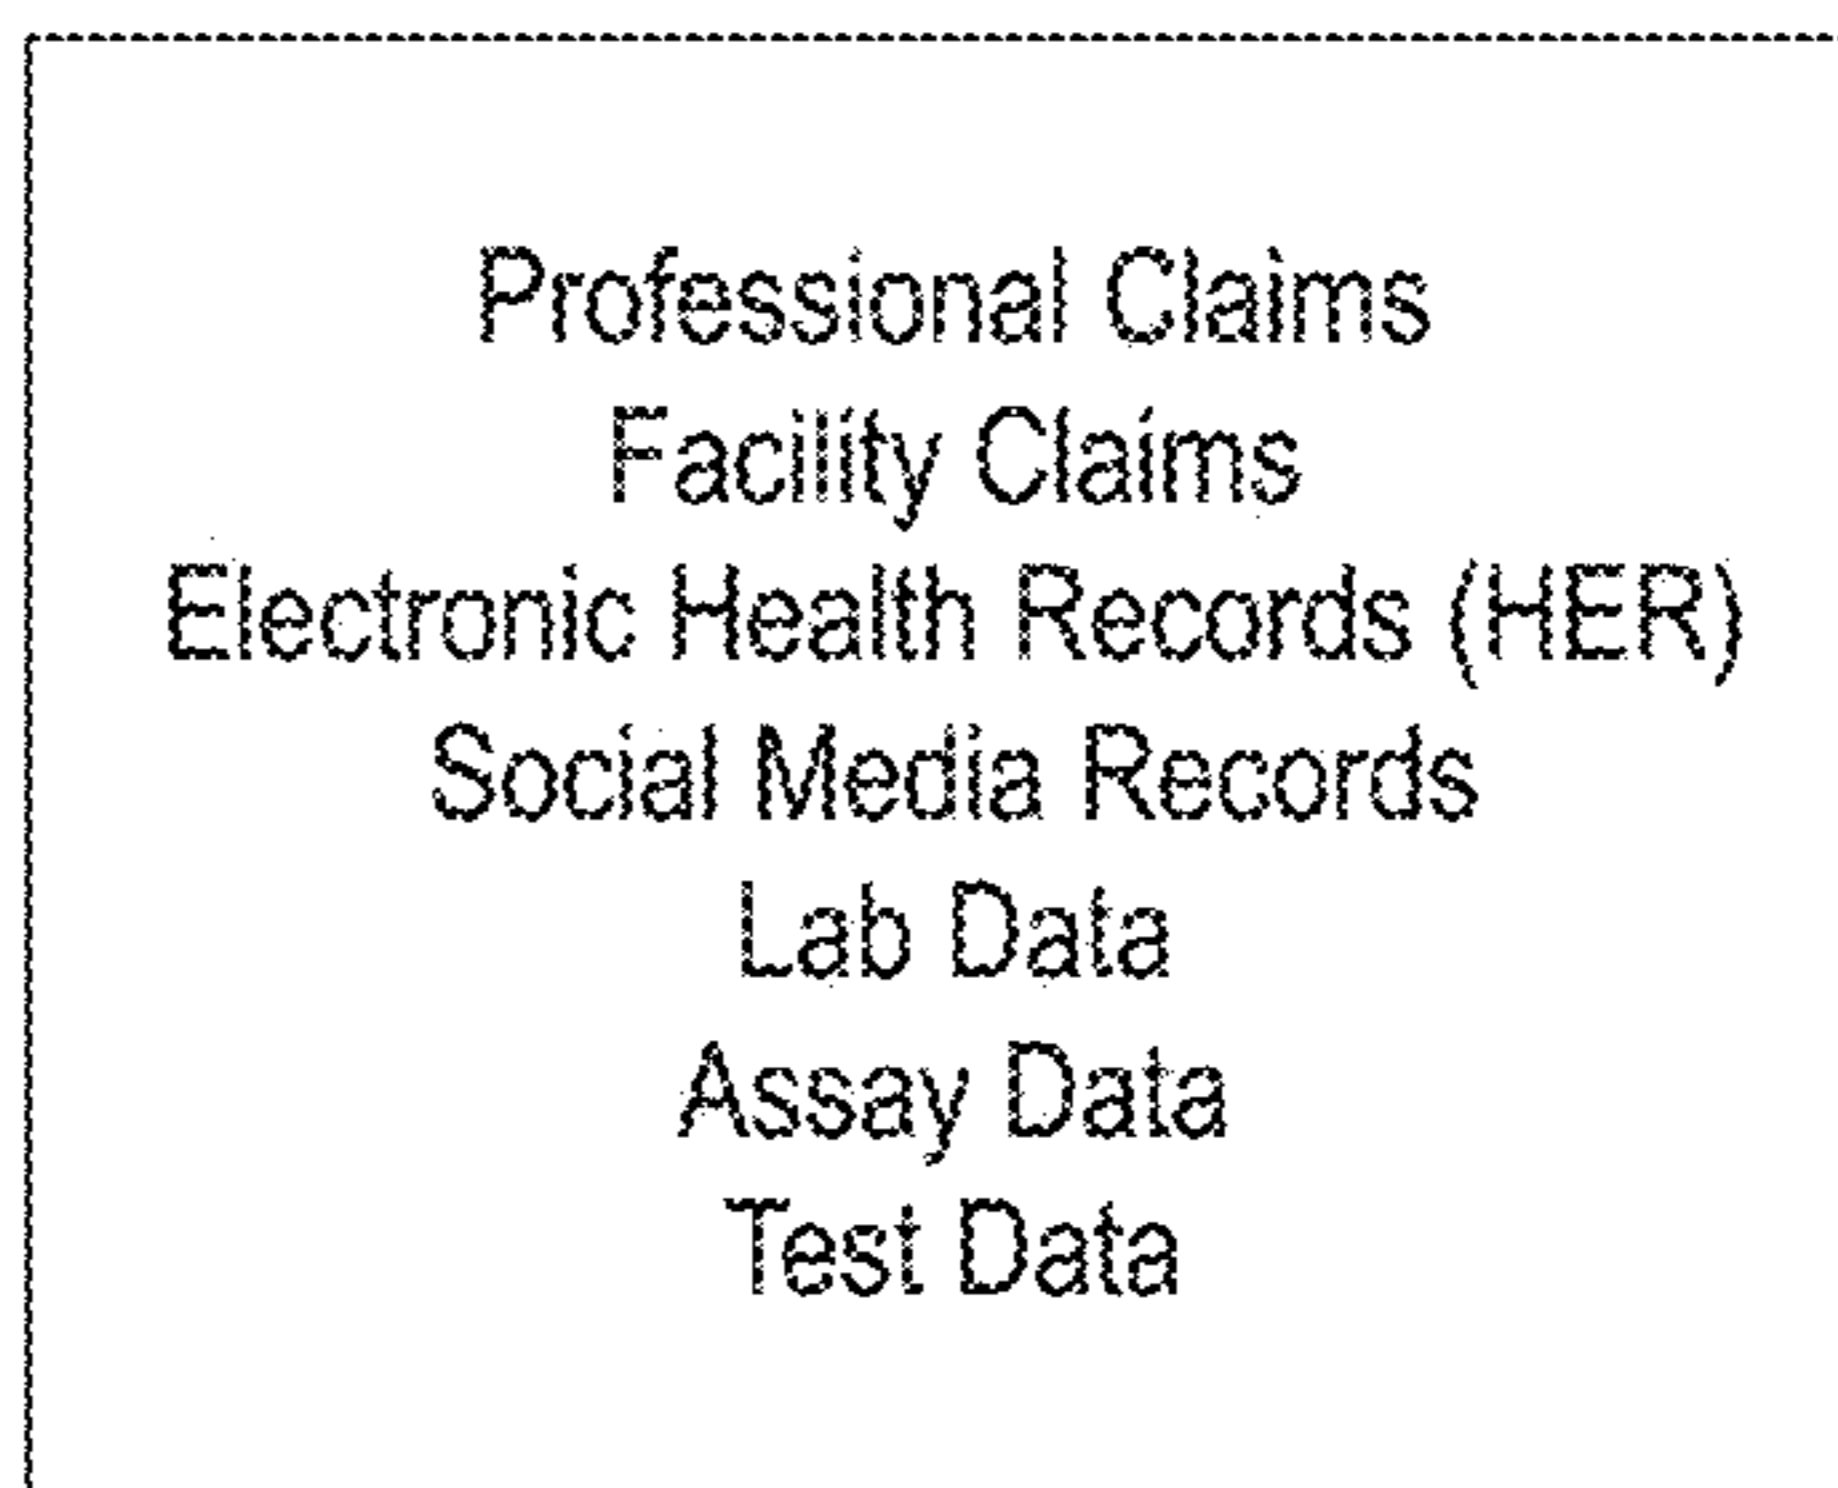 Professional Claims
Facility Claims
Electronic Health Records (HER)
Social Media Records
Lab Data
Assay Data
Test Data